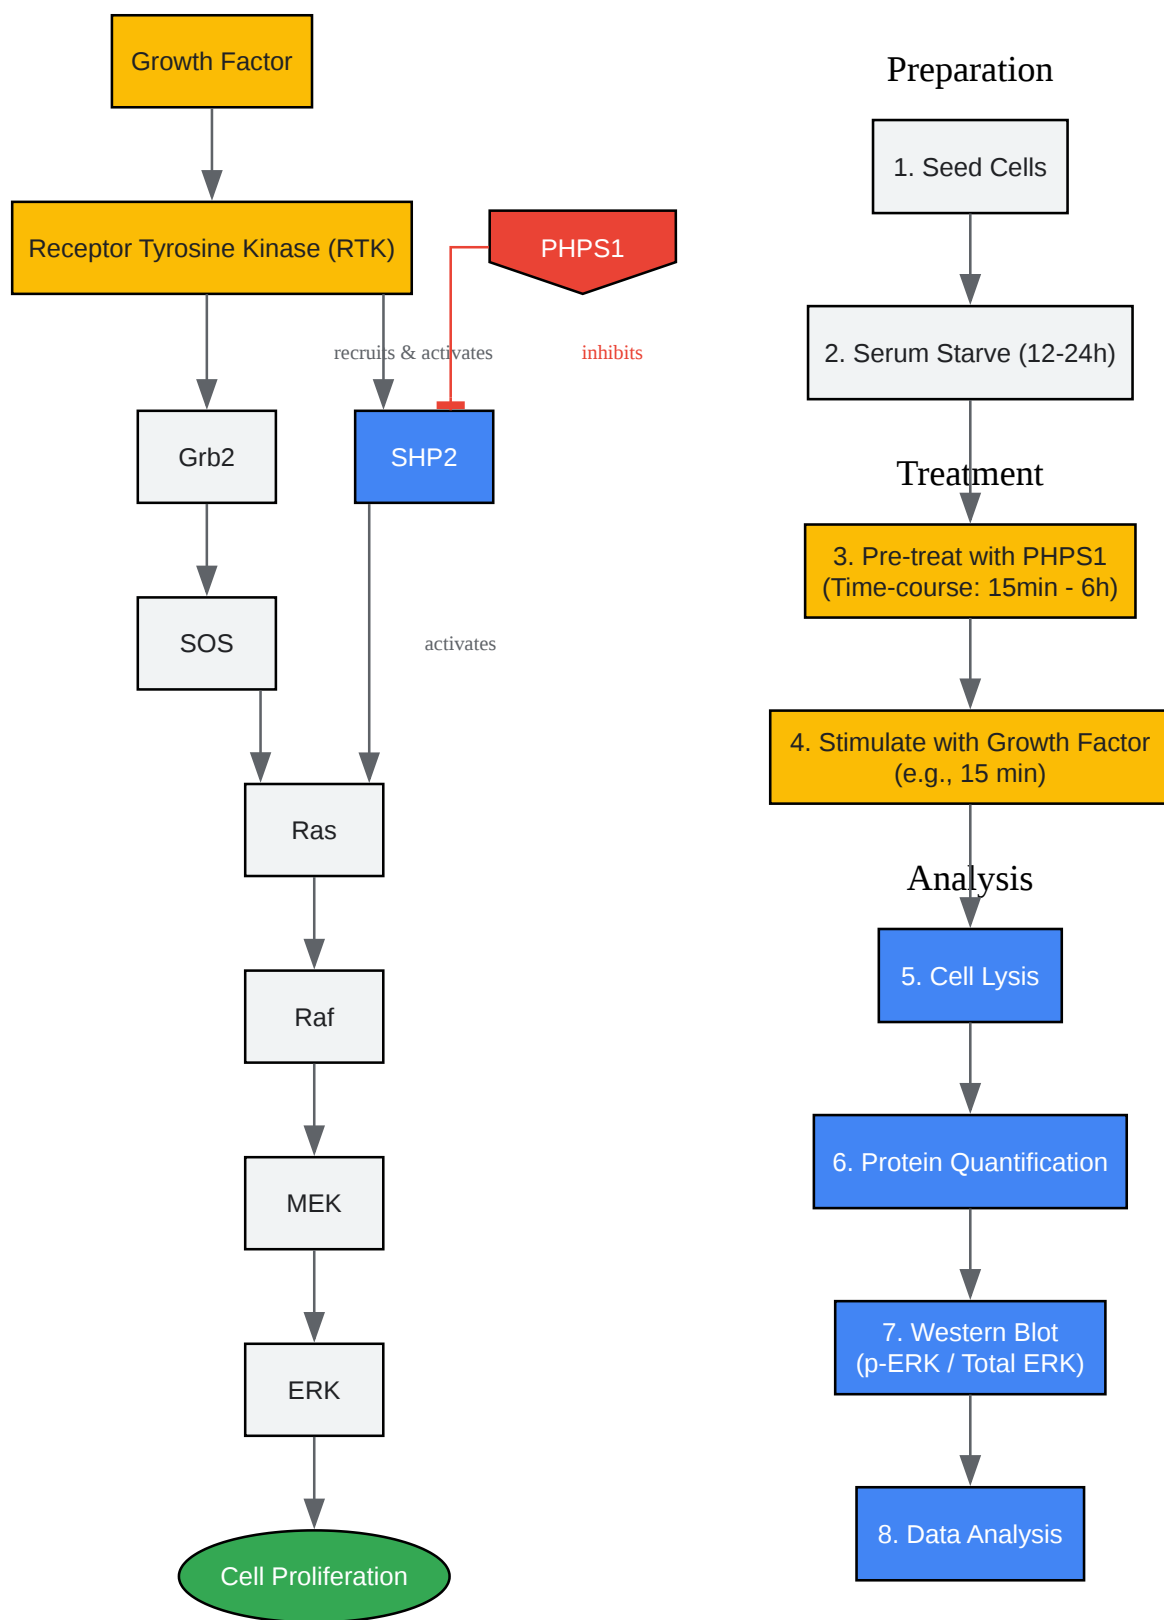 Growth Factor
Receptor Tyrosine Kinase (RTK)
PHPS1
recruits & activates
inhibits
Grb2
SHP2
SOS
activates
Ras
Raf
MEK
ERK
Cell Proliferation
Preparation
1. Seed Cells
2. Serum Starve (12-24h)
Treatment
3. Pre-treat with PHPS1
(Time-course: 15min - 6h)
4. Stimulate with Growth Factor
(e.g., 15 min)
Analysis
5. Cell Lysis
6. Protein Quantification
7. Western Blot
(p-ERK / Total ERK)
8. Data Analysis